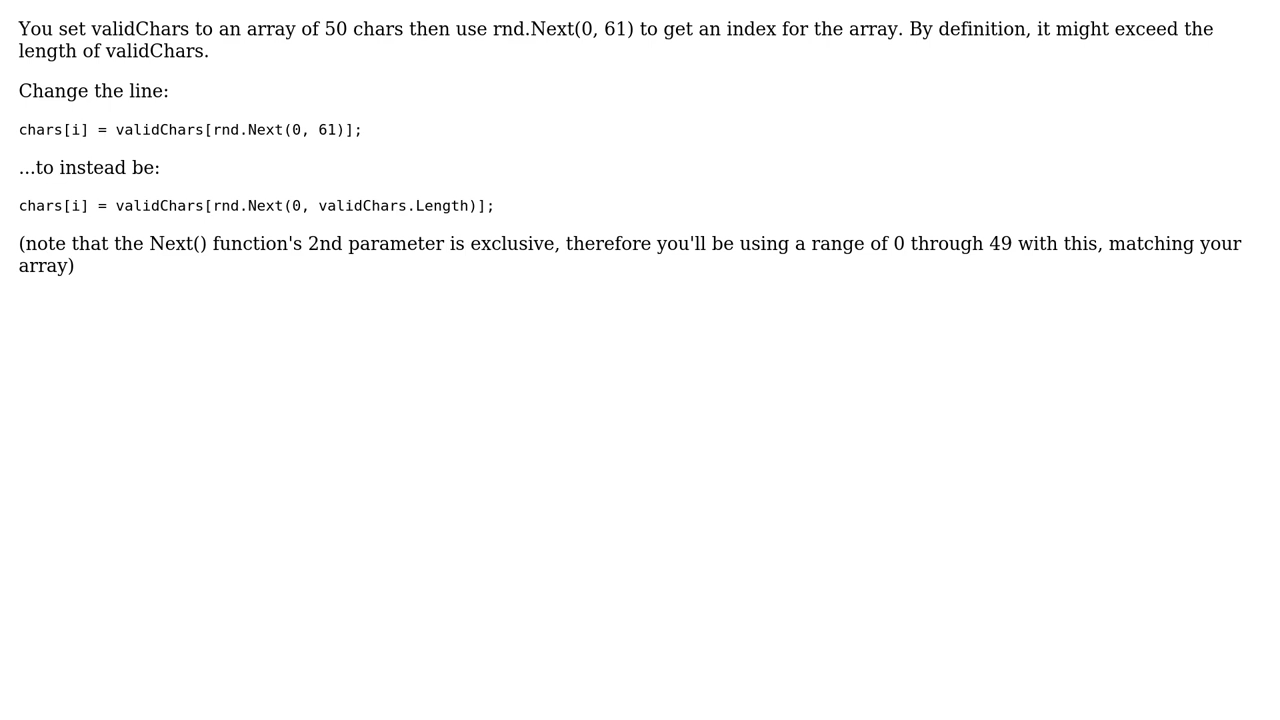 You set validChars to an array of 50 chars then use rnd.Next(0, 61) to get an index for the array. By definition, it might exceed the
length of validChars.
Change the line:
chars[i] = validChars[rnd.Next(0, 61)];
...to instead be:
chars[i] = validChars[rnd.Next(0, validChars.Length)];
(note that the Next() function's 2nd parameter is exclusive, therefore you'll be using a range of 0 through 49 with this, matching your
array)